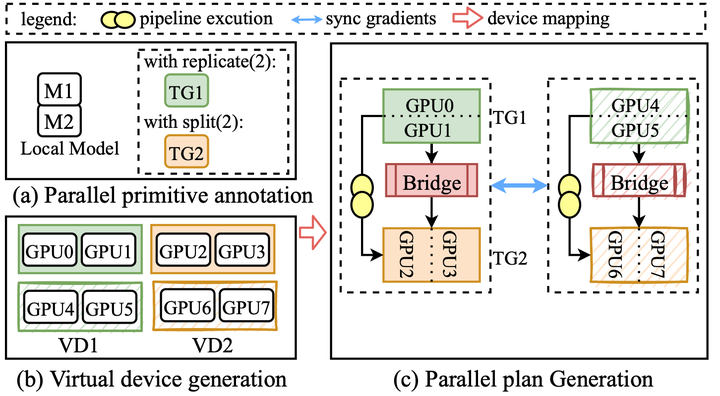 legend: pipeline excution sync gradients device mapping
M1
M2
Local Model
with replicate(2):
TG1
with split(2):
TG2
(a) Parallel primitive annotation
GPU0 GPU1 GPU2 GPU3
GPU4 GPU5 GPU6 GPU7
VD1 VD2
(b) Virtual device generation
GPU0
GPU1
TG1
Bridge
GPU2
GPU3
TG2
GPU4
GPU5
Bridge
GPU6
GPU7
(c) Parallel plan Generation